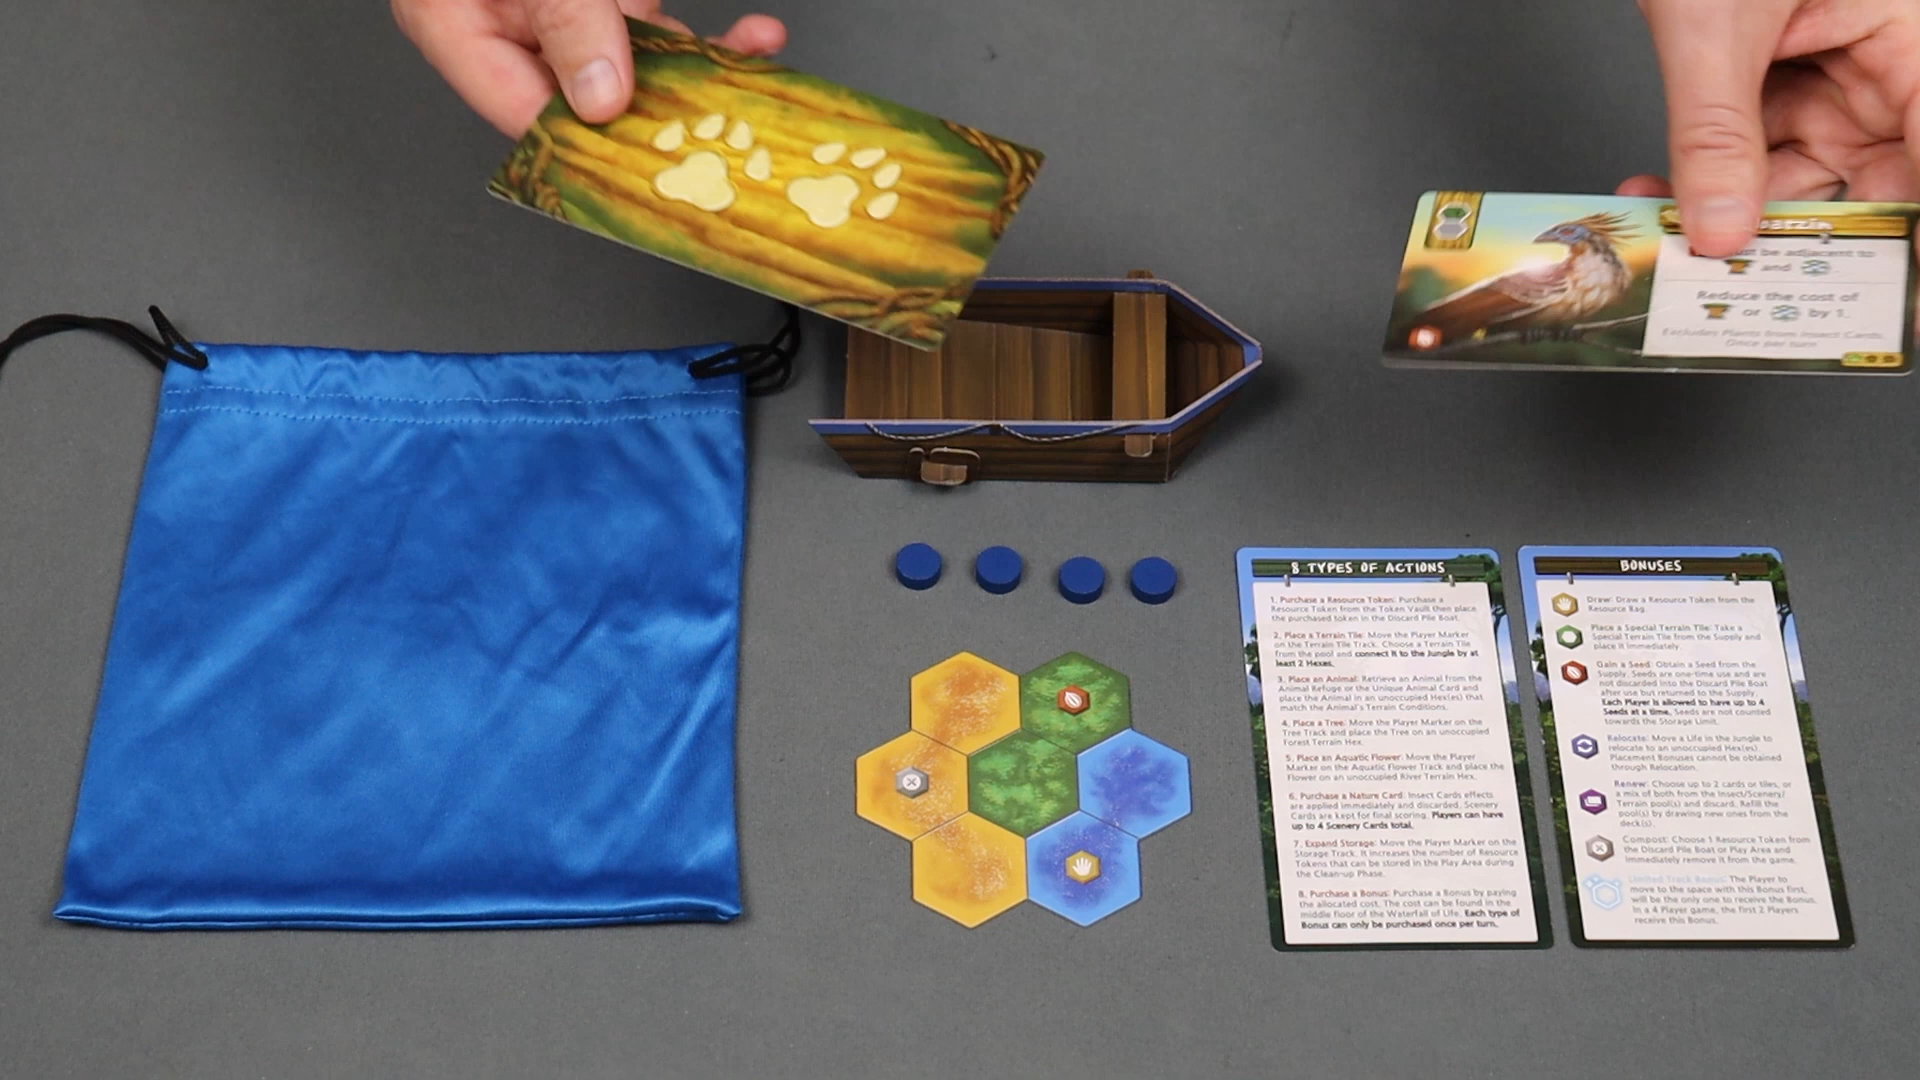 be adjacent to
and
Reduce the cost of
or by 1.
Excludes Plants from Insect Cards.
Once per turn
8 TYPES OF ACTIONS
1. Purchase a Resource Token: Purchase a
Resource Token from the Token Vault then place
the purchased token in the Discard Pile Boat.
2. Place a Terrain Tile: Move the Player Marker
on the Terrain Tile Track. Choose a Terrain Tile
from the pool and connect it to the Jungle by at
least 2 Hexes.
3. Place an Animal: Retrieve an Animal from the
Animal Refuge or the Unique Animal Card and
place the Animal in an unoccupied Hex(es) that
match the Animal's Terrain Conditions.
4. Place a Tree: Move the Player Marker on the
Tree Track and place the Tree on an unoccupied
Forest Terrain Hex.
5. Place an Aquatic Flower: Move the Player
Marker on the Aquatic Flower Track and place the
Flower on an unoccupied River Terrain Hex.
6. Purchase a Nature Card: Insect Cards effects
are applied immediately and discarded. Scenery
Cards are kept for final scoring. Players can have
up to 4 Scenery Cards total.
7. Expand Storage: Move the Player Marker on the
Storage Track. It increases the number of Resource
Tokens that can be stored in the Play Area during
the Clean-up Phase.
8. Purchase a Bonus: Purchase a Bonus by paying
the allocated cost. The cost can be found in the
middle floor of the Waterfall of Life. Each type of
Bonus can only be purchased once per turn.
BONUSES
Draw: Draw a Resource Token from the
Resource Bag.
Place a Special Terrain Tile: Take a
Special Terrain Tile from the Supply and
place it immediately.
Gain a Seed: Obtain a Seed from the
Supply. Seeds are one-time use and are
not discarded into the Discard Pile Boat
after use but returned to the Supply.
Each Player is allowed to have up to 4
Seeds at a time. Seeds are not counted
towards the Storage Limit.
Relocate: Move a Life in the Jungle to
relocate to an unoccupied Hex(es).
Placement Bonuses cannot be obtained
through Relocation.
Renew: Choose up to 2 cards or tiles, or
a mix of both from the Insect/Scenery/
Terrain pool(s) and discard. Refill the
pool(s) by drawing new ones from the
deck(s).
Compost: Choose 1 Resource Token from
the Discard Pile Boat or Play Area and
immediately remove it from the game.
Limited Track Bonus: The Player to
move to the space with this Bonus first,
will be the only one to receive the Bonus.
In a 4 Player game, the first 2 Players
receive this Bonus.